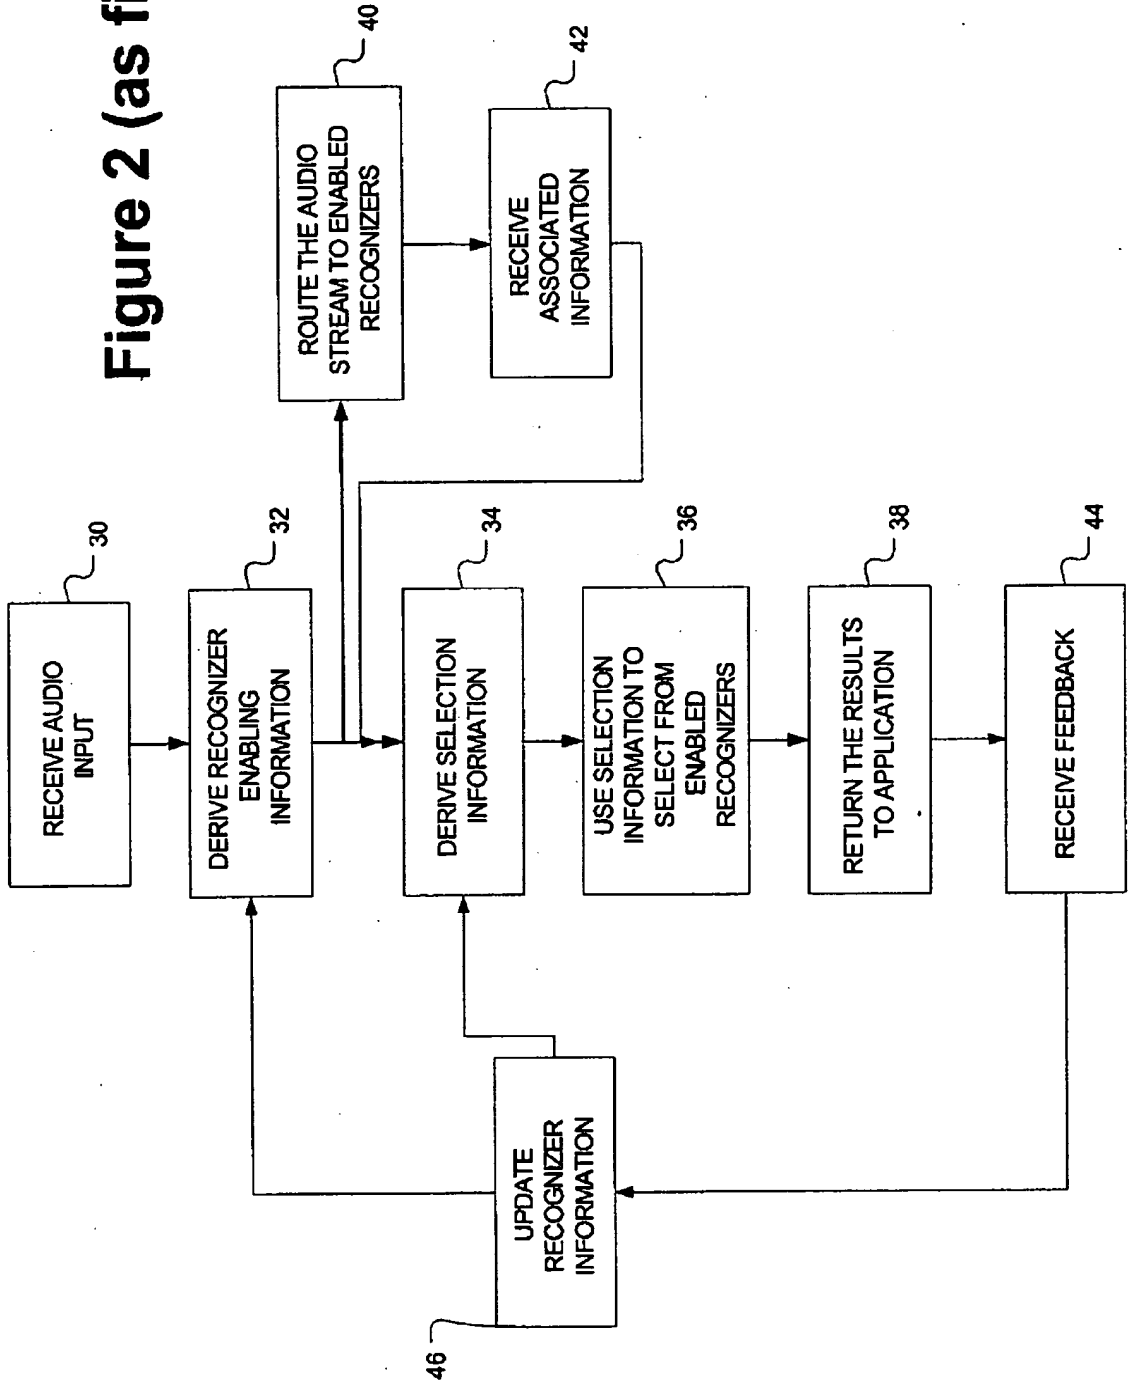 Figure 2 (as
40
ROUTE THE AUDIO
STREAM TO ENABLED
RECOGNIZERS
42
RECEIVE
ASSOCIATED
INFORMATION
30
RECEIVE AUDIO
INPUT
32
DERIVE RECOGNIZER
ENABLING
INFORMATION
34
DERIVE SELECTION
INFORMATION
36
USE SELECTION
INFORMATION TO
SELECT FROM
ENABLED
RECOGNIZERS
38
RETURN THE RESULTS
TO APPLICATION
44
RECEIVE FEEDBACK
46
UPDATE
RECOGNIZER
INFORMATION